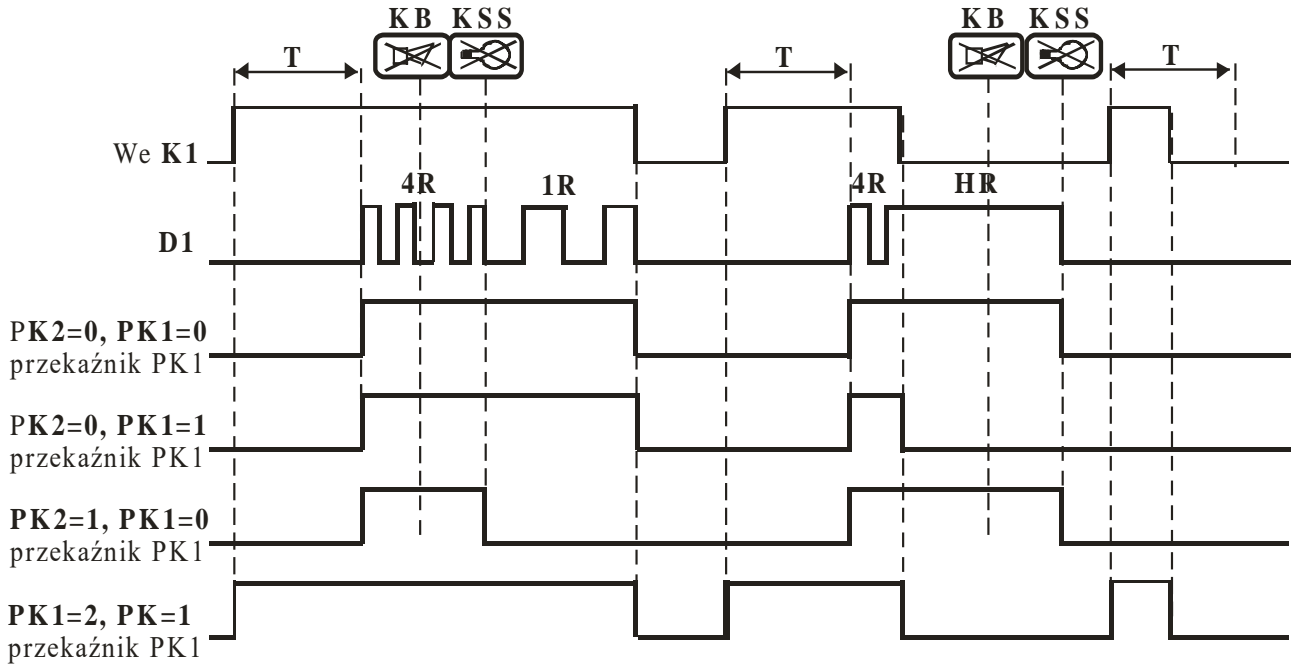 KB KSS KB KSS
T T T
We K1
4R 1R 4R HR
D1
PK2=0, PK1=0
przekaźnik PK1
PK2=0, PK1=1
przekaźnik PK1
PK2=1, PK1=0
przekaźnik PK1
PK1=2, PK=1
przekaźnik PK1